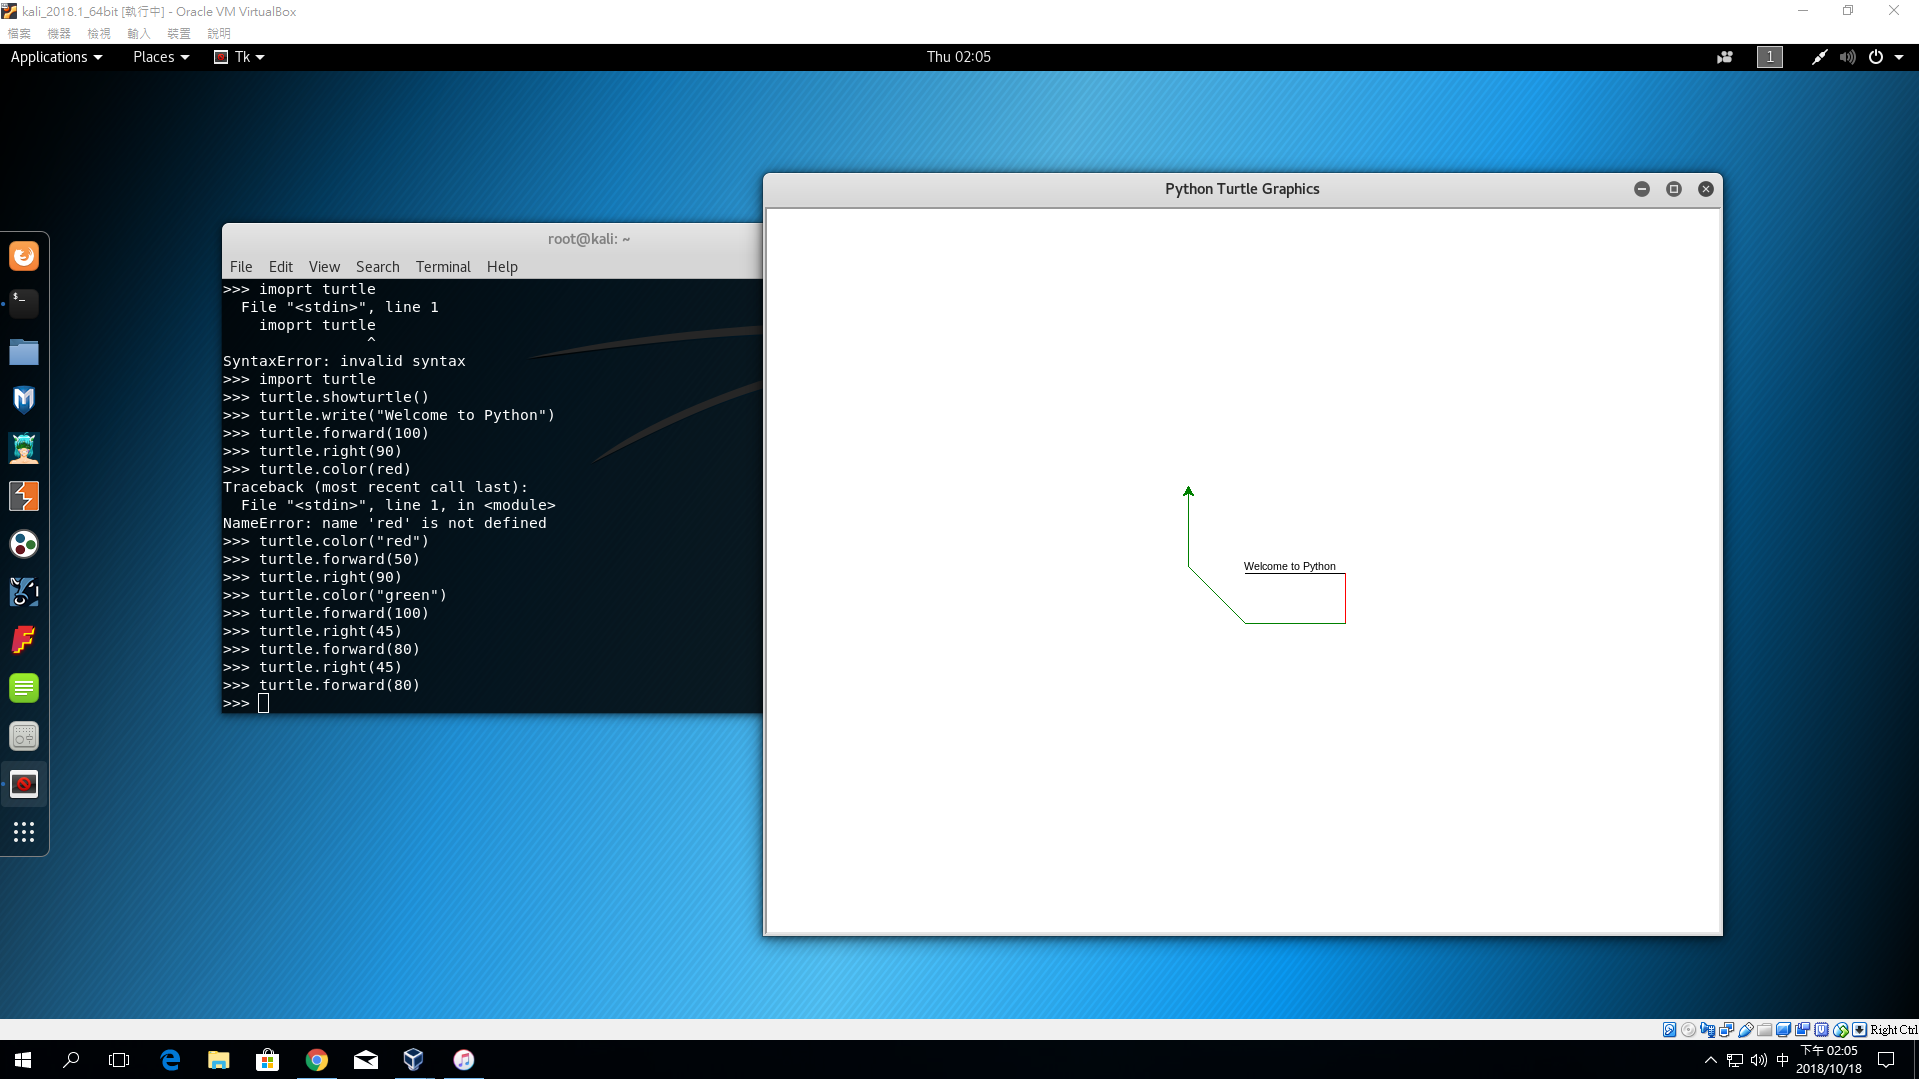 kali_2018.1_64bit [執行中] - Oracle VM VirtualBox
檔案 機器 檢視 輸入 裝置 說明
Applications Places Tk Thu 02:05 1
Python Turtle Graphics
root@kali: ~
File Edit View Search Terminal Help
>>> imoprt turtle
  File "<stdin>", line 1
    imoprt turtle
                ^
SyntaxError: invalid syntax
>>> import turtle
>>> turtle.showturtle()
>>> turtle.write("Welcome to Python")
>>> turtle.forward(100)
>>> turtle.right(90)
>>> turtle.color(red)
Traceback (most recent call last):
  File "<stdin>", line 1, in <module>
NameError: name 'red' is not defined
>>> turtle.color("red")
>>> turtle.forward(50)
>>> turtle.right(90)
>>> turtle.color("green")
>>> turtle.forward(100)
>>> turtle.right(45)
>>> turtle.forward(80)
>>> turtle.right(45)
>>> turtle.forward(80)
>>>
Welcome to Python
Right Ctrl
中 下午 02:05
2018/10/18